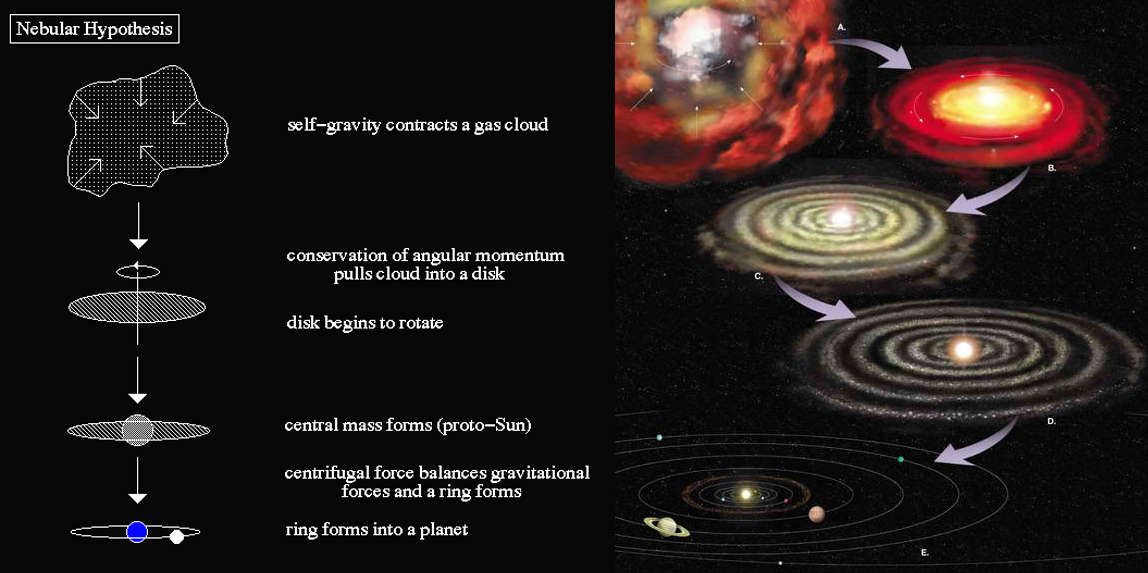 Nebular Hypothesis
self-gravity contracts a gas cloud
conservation of angular momentum
pulls cloud into a disk
disk begins to rotate
central mass forms (proto-Sun)
centrifugal force balances gravitational
forces and a ring forms
ring forms into a planet
A.
B.
C.
D.
E.